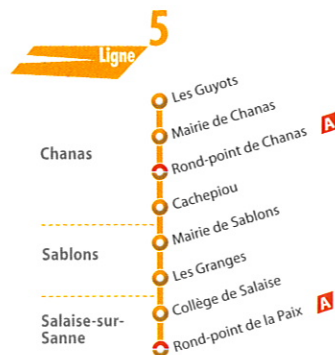 5
Ligne
Les Guyots
Mairie de Chanas
Chanas
Rond-point de Chanas A
Cachepiou
Mairie de Sablons
Sablons
Les Granges
Collège de Salaise
Salaise-sur-
Sanne
Rond-point de la Paix A